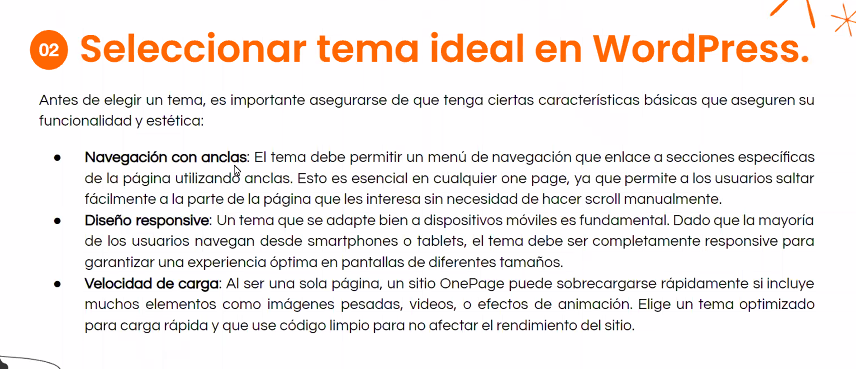 02 Seleccionar tema ideal en WordPress.
Antes de elegir un tema, es importante asegurarse de que tenga ciertas características básicas que aseguren su
funcionalidad y estética:
● Navegación con anclas: El tema debe permitir un menú de navegación que enlace a secciones específicas
de la página utilizando anclas. Esto es esencial en cualquier one page, ya que permite a los usuarios saltar
fácilmente a la parte de la página que les interesa sin necesidad de hacer scroll manualmente.
● Diseño responsive: Un tema que se adapte bien a dispositivos móviles es fundamental. Dado que la mayoría
de los usuarios navegan desde smartphones o tablets, el tema debe ser completamente responsive para
garantizar una experiencia óptima en pantallas de diferentes tamaños.
● Velocidad de carga: Al ser una sola página, un sitio OnePage puede sobrecargarse rápidamente si incluye
muchos elementos como imágenes pesadas, videos, o efectos de animación. Elige un tema optimizado
para carga rápida y que use código limpio para no afectar el rendimiento del sitio.